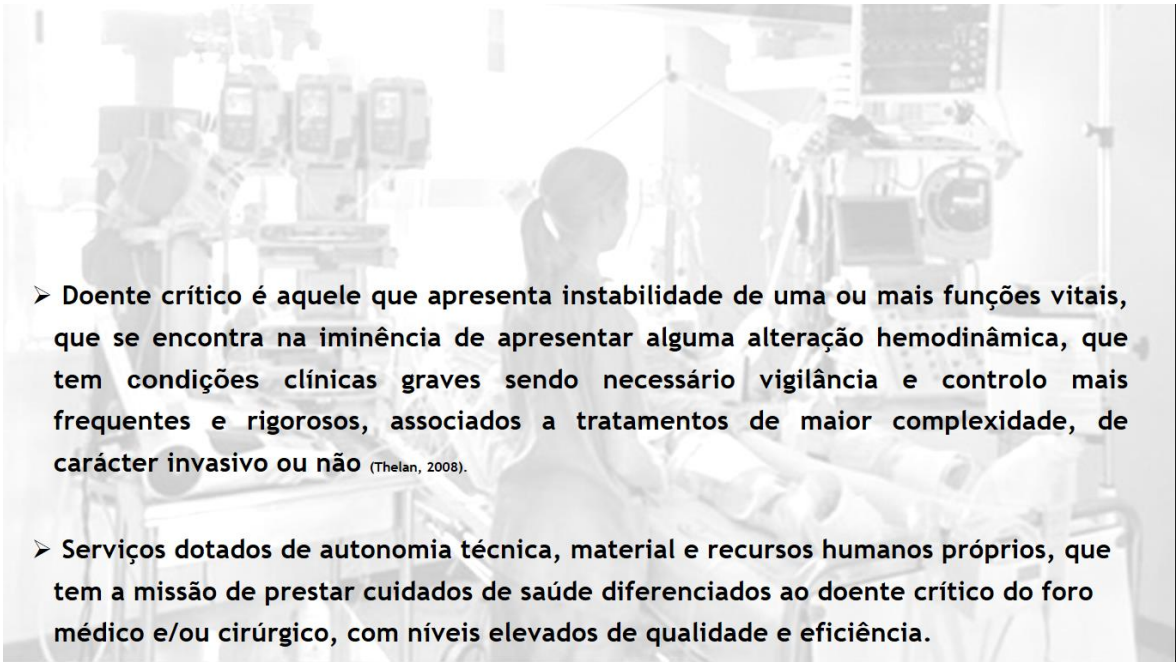 ➢ Doente crítico é aquele que apresenta instabilidade de uma ou mais funções vitais,
que se encontra na iminência de apresentar alguma alteração hemodinâmica, que
tem condições clínicas graves sendo necessário vigilância e controlo mais
frequentes e rigorosos, associados a tratamentos de maior complexidade, de
carácter invasivo ou não (Thelan, 2008).
➢ Serviços dotados de autonomia técnica, material e recursos humanos próprios, que
tem a missão de prestar cuidados de saúde diferenciados ao doente crítico do foro
médico e/ou cirúrgico, com níveis elevados de qualidade e eficiência.